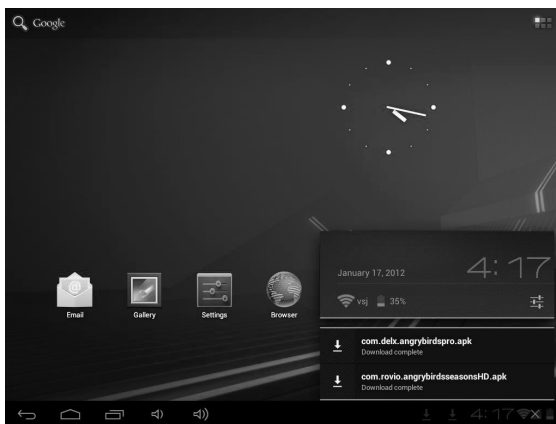 Google
January 17, 2012 4:17
vsj 35%
Email Gallery Settings Browser
com.delx.angrybirdspro.apk
Download complete
com.rovio.angrybirdsseasonsHD.apk
Download complete
4:17